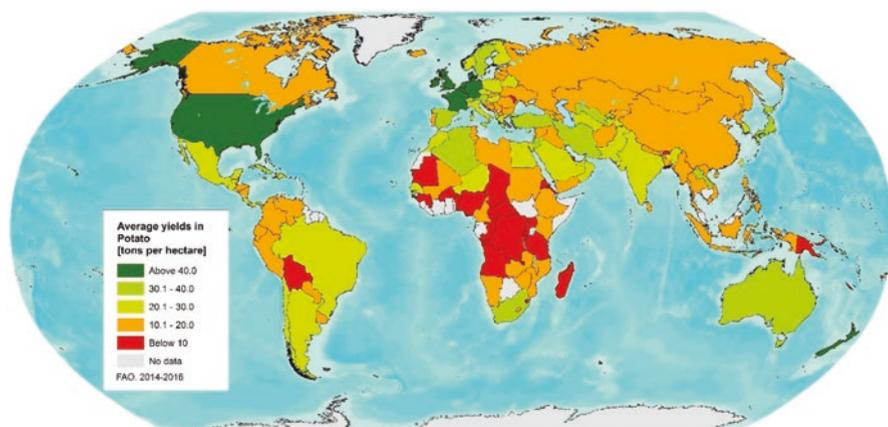 Average yields in
Potato
[tons per hectare]
Above 40.0
30.1 - 40.0
20.1 - 30.0
10.1 - 20.0
Below 10
No data
FAO. 2014-2016